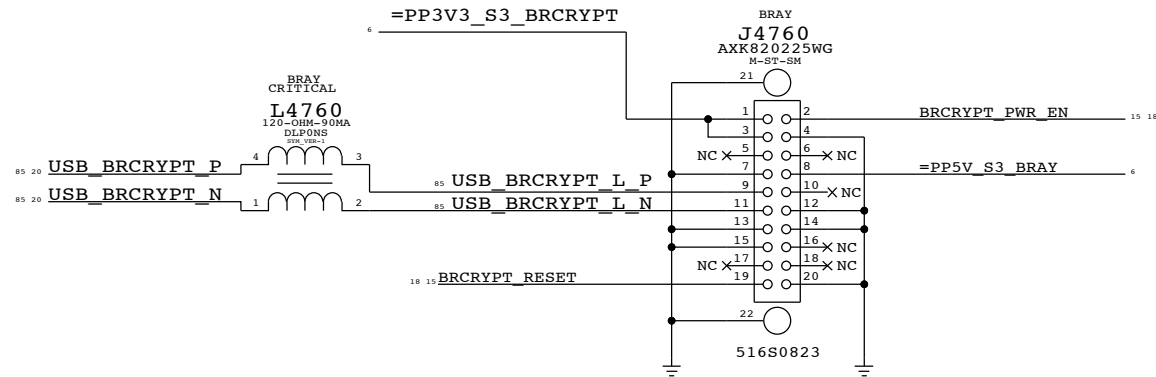 =PP3V3_S3_BRCRYPT
6
BRAY
J4760
AXK820225WG
M-ST-SM
21
BRAY
CRITICAL
L4760
120-OHM-90MA
DLP0NS
SYM_VER-1
1 2 BRCRYPT_PWR_EN 15 18
3 4
NC 5 6 NC
85 20 USB_BRCRYPT_P 4 3
7 8 =PP5V_S3_BRAY 6
85 USB_BRCRYPT_L_P 9 10 NC
85 20 USB_BRCRYPT_N 1 2
85 USB_BRCRYPT_L_N 11 12
13 14
15 16 NC
NC 17 18 NC
18 15 BRCRYPT_RESET 19 20
22
516S0823